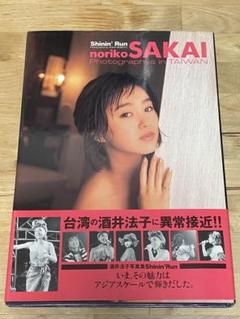 Shinin' Run
noriko SAKAI
Photographys in TAIWAN
台湾の酒井法子に異常接近!!
酒井法子写真集Shinin'Run
いま、その魅力は
アジアスケールで輝きだした。